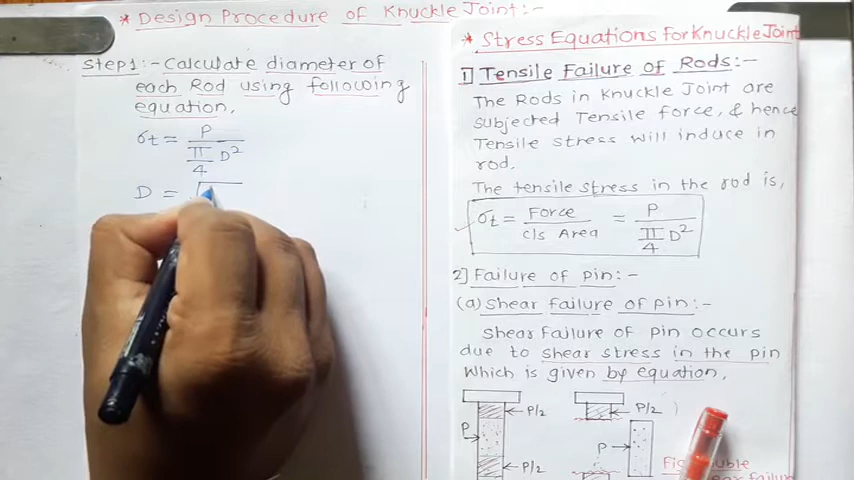 * Design Procedure of Knuckle Joint:-
Step1:- Calculate diameter of
each Rod using following
equation.
σt = P
π/4 D²
D = √
* Stress Equations for Knuckle Joint
1] Tensile Failure of Rods:-
The Rods in Knuckle Joint are
subjected Tensile force, & hence
Tensile stress will induce in
rod.
The tensile stress in the rod is,
σt = Force / c/s Area = P / π/4 D²
2] Failure of pin:-
(a) Shear failure of pin:-
Shear failure of pin occurs
due to shear stress in the pin
which is given by equation,
P/2 P/2
P P
P/2